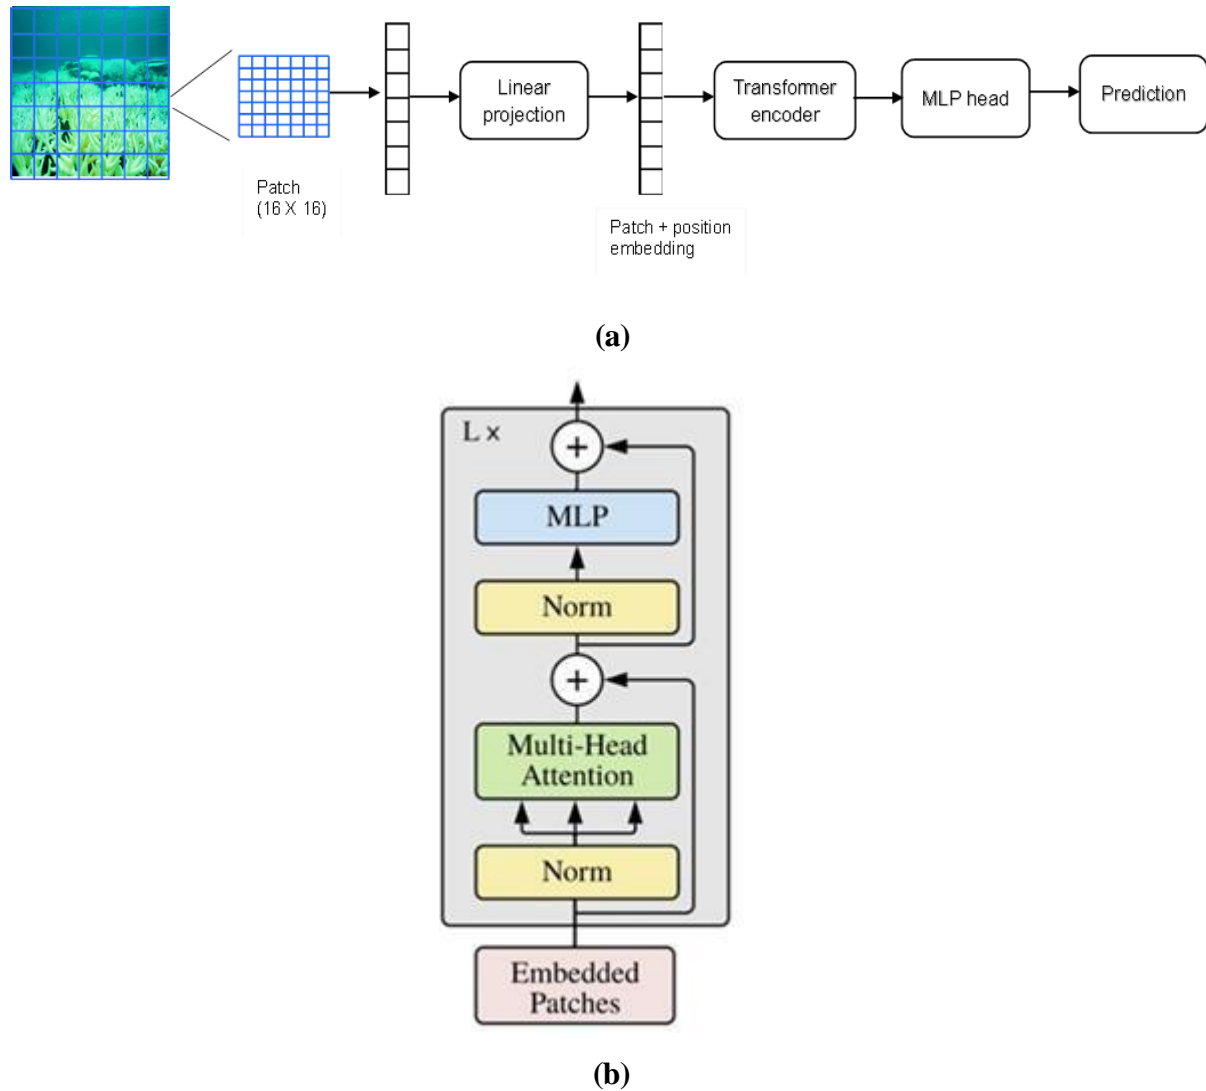 Patch
(16 X 16)
Linear
projection
Patch + position
embedding
Transformer
encoder
MLP head
Prediction
(a)
L x
MLP
Norm
Multi-Head
Attention
Norm
Embedded
Patches
(b)